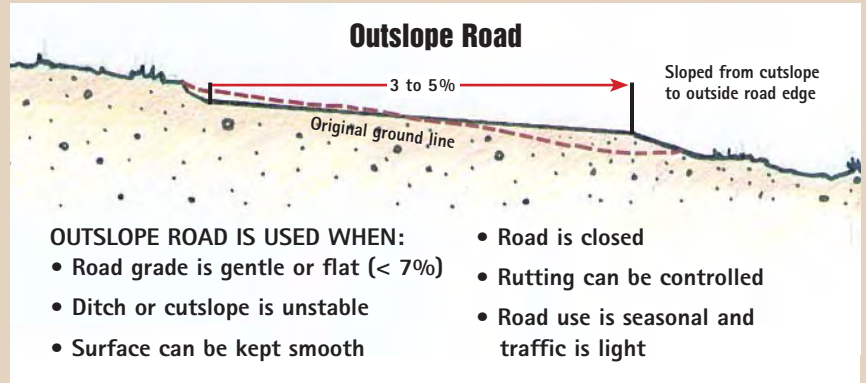 Outslope Road
3 to 5%
Sloped from cutslope
to outside road edge
Original ground line
OUTSLOPE ROAD IS USED WHEN:
• Road grade is gentle or flat (< 7%)
• Ditch or cutslope is unstable
• Surface can be kept smooth
• Road is closed
• Rutting can be controlled
• Road use is seasonal and
traffic is light